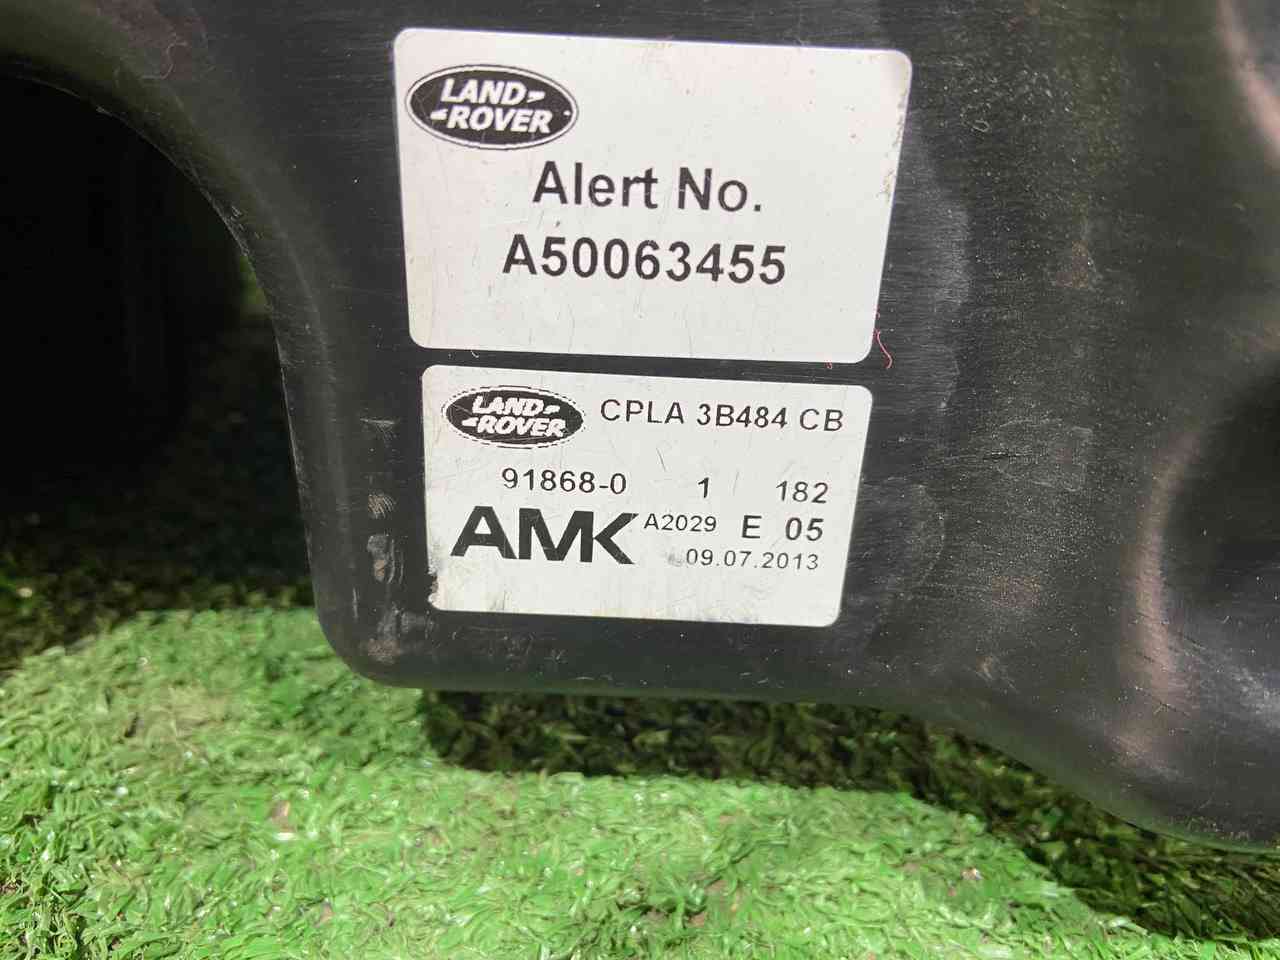 LAND
ROVER
Alert No.
A50063455
LAND
ROVER
CPLA 3B484 CB
91868-0 1 182
AMK A2029 E 05
09.07.2013